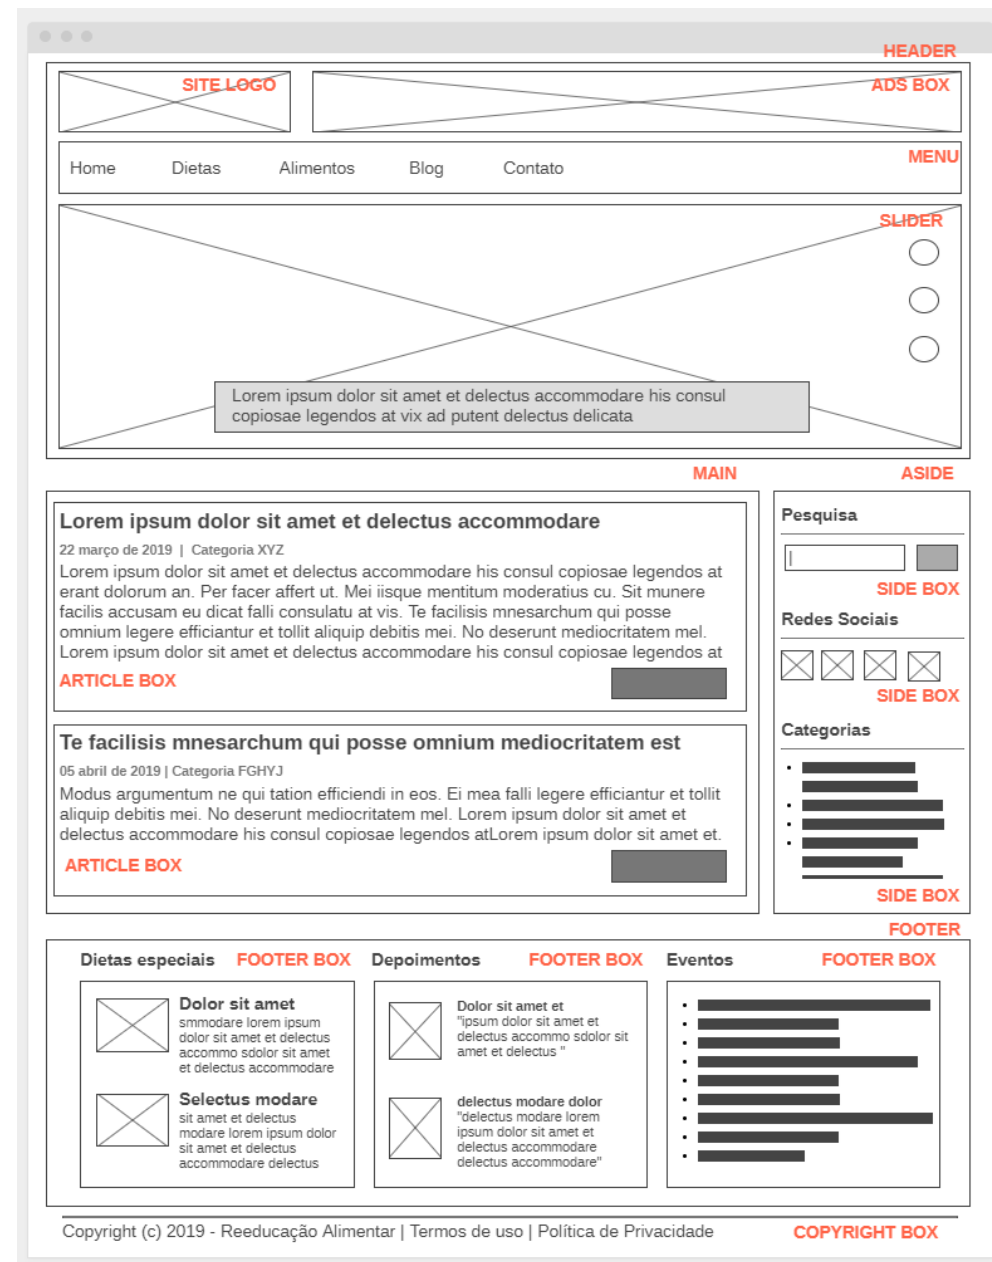 HEADER
SITE LOGO
ADS BOX
MENU
Home Dietas Alimentos Blog Contato
SLIDER
Lorem ipsum dolor sit amet et delectus accommodare his consul
copiosae legendos at vix ad putent delectus delicata
MAIN
Lorem ipsum dolor sit amet et delectus accommodare
22 março de 2019 | Categoria XYZ
Lorem ipsum dolor sit amet et delectus accommodare his consul copiosae legendos at
erant dolorum an. Per facer affert ut. Mei iisque mentitum moderatius cu. Sit munere
facilis accusam eu dicat falli consulatu at vis. Te facilisis mnesarchum qui posse
omnium legere efficiantur et tollit aliquip debitis mei. No deserunt mediocritatem mel.
Lorem ipsum dolor sit amet et delectus accommodare his consul copiosae legendos at
ARTICLE BOX
Te facilisis mnesarchum qui posse omnium mediocritatem est
05 abril de 2019 | Categoria FGHYJ
Modus argumentum ne qui tation efficiendi in eos. Ei mea falli legere efficiantur et tollit
aliquip debitis mei. No deserunt mediocritatem mel. Lorem ipsum dolor sit amet et
delectus accommodare his consul copiosae legendos atLorem ipsum dolor sit amet et.
ARTICLE BOX
ASIDE
Pesquisa
SIDE BOX
Redes Sociais
SIDE BOX
Categorias
SIDE BOX
FOOTER
Dietas especiais
FOOTER BOX
Dolor sit amet
smmodare lorem ipsum
dolor sit amet et delectus
accommo sdolor sit amet
et delectus accommodare
Selectus modare
sit amet et delectus
modare lorem ipsum dolor
sit amet et delectus
accommodare delectus
Depoimentos
FOOTER BOX
Dolor sit amet et
"ipsum dolor sit amet et
delectus accommo sdolor sit
amet et delectus "
delectus modare dolor
"delectus modare lorem
ipsum dolor sit amet et
delectus accommodare
delectus accommodare"
Eventos
FOOTER BOX
Copyright (c) 2019 - Reeducação Alimentar | Termos de uso | Política de Privacidade
COPYRIGHT BOX